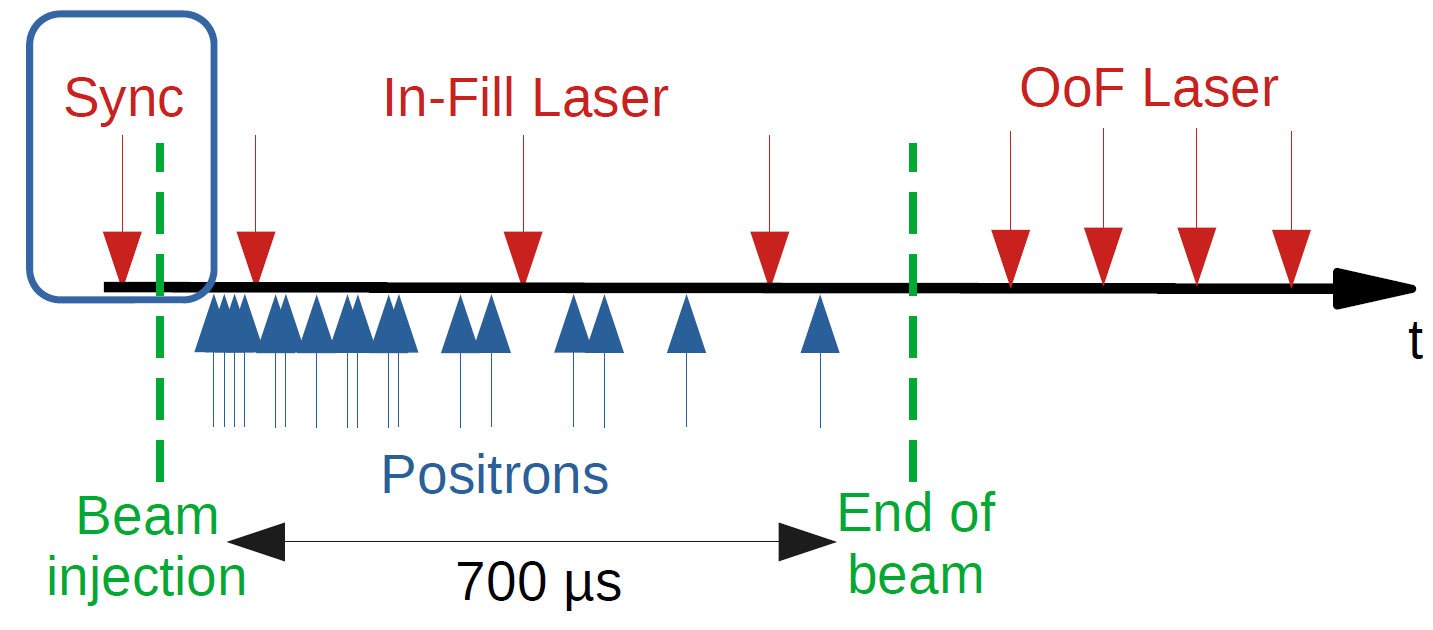 Sync
In-Fill Laser
OoF Laser
t
Positrons
Beam
injection
700 µs
End of
beam